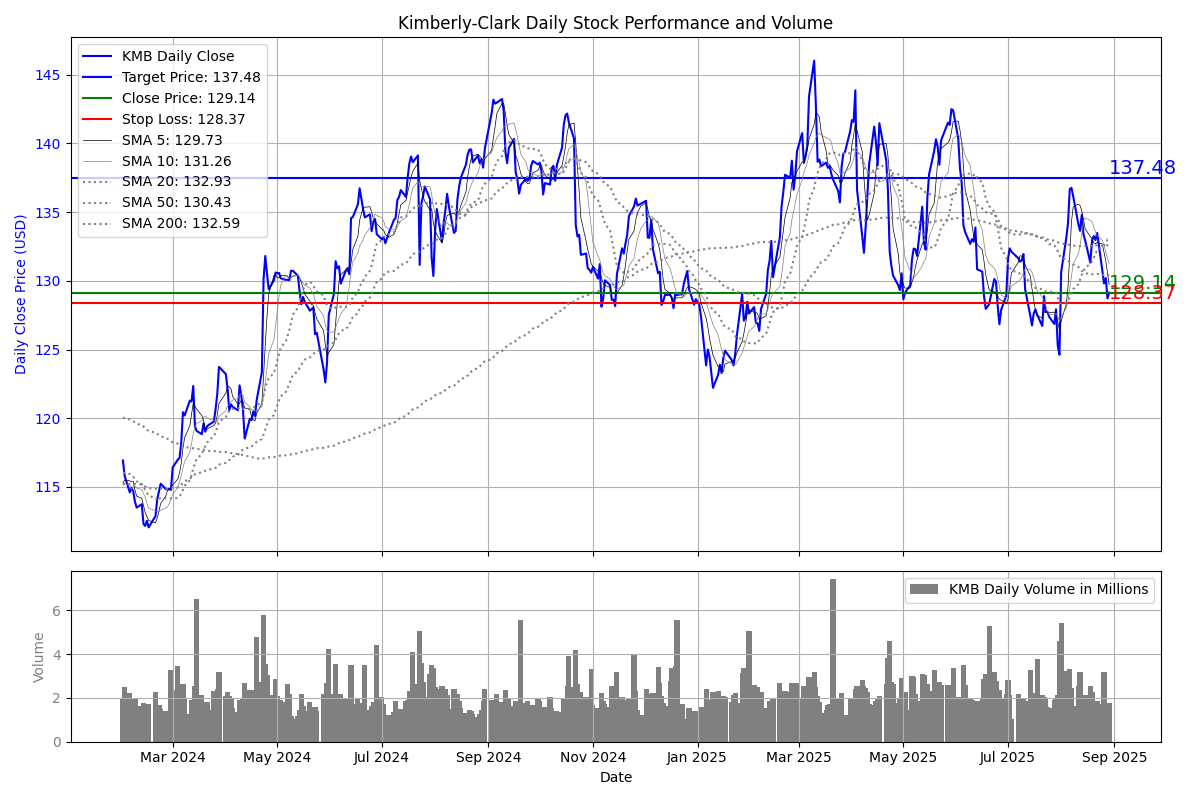 Kimberly-Clark Daily Stock Performance and Volume
KMB Daily Close
Target Price: 137.48
Close Price: 129.14
Stop Loss: 128.37
SMA 5: 129.73
SMA 10: 131.26
SMA 20: 132.93
SMA 50: 130.43
SMA 200: 132.59
145
140
135
130
125
120
115
Daily Close Price (USD)
137.48
129.14
128.37
KMB Daily Volume in Millions
6
4
2
0
Volume
Mar 2024
May 2024
Jul 2024
Sep 2024
Nov 2024
Jan 2025
Mar 2025
May 2025
Jul 2025
Sep 2025
Date